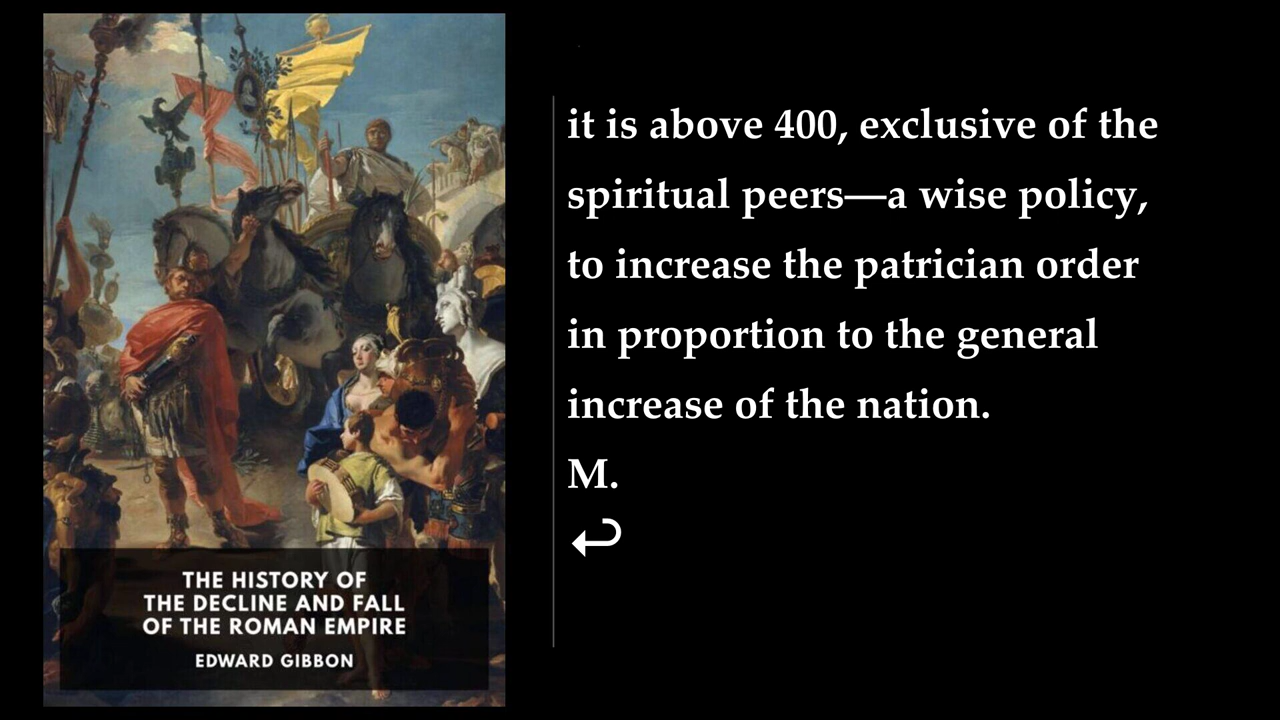 it is above 400, exclusive of the
spiritual peers—a wise policy,
to increase the patrician order
in proportion to the general
increase of the nation.
M.
↩
THE HISTORY OF
THE DECLINE AND FALL
OF THE ROMAN EMPIRE
EDWARD GIBBON